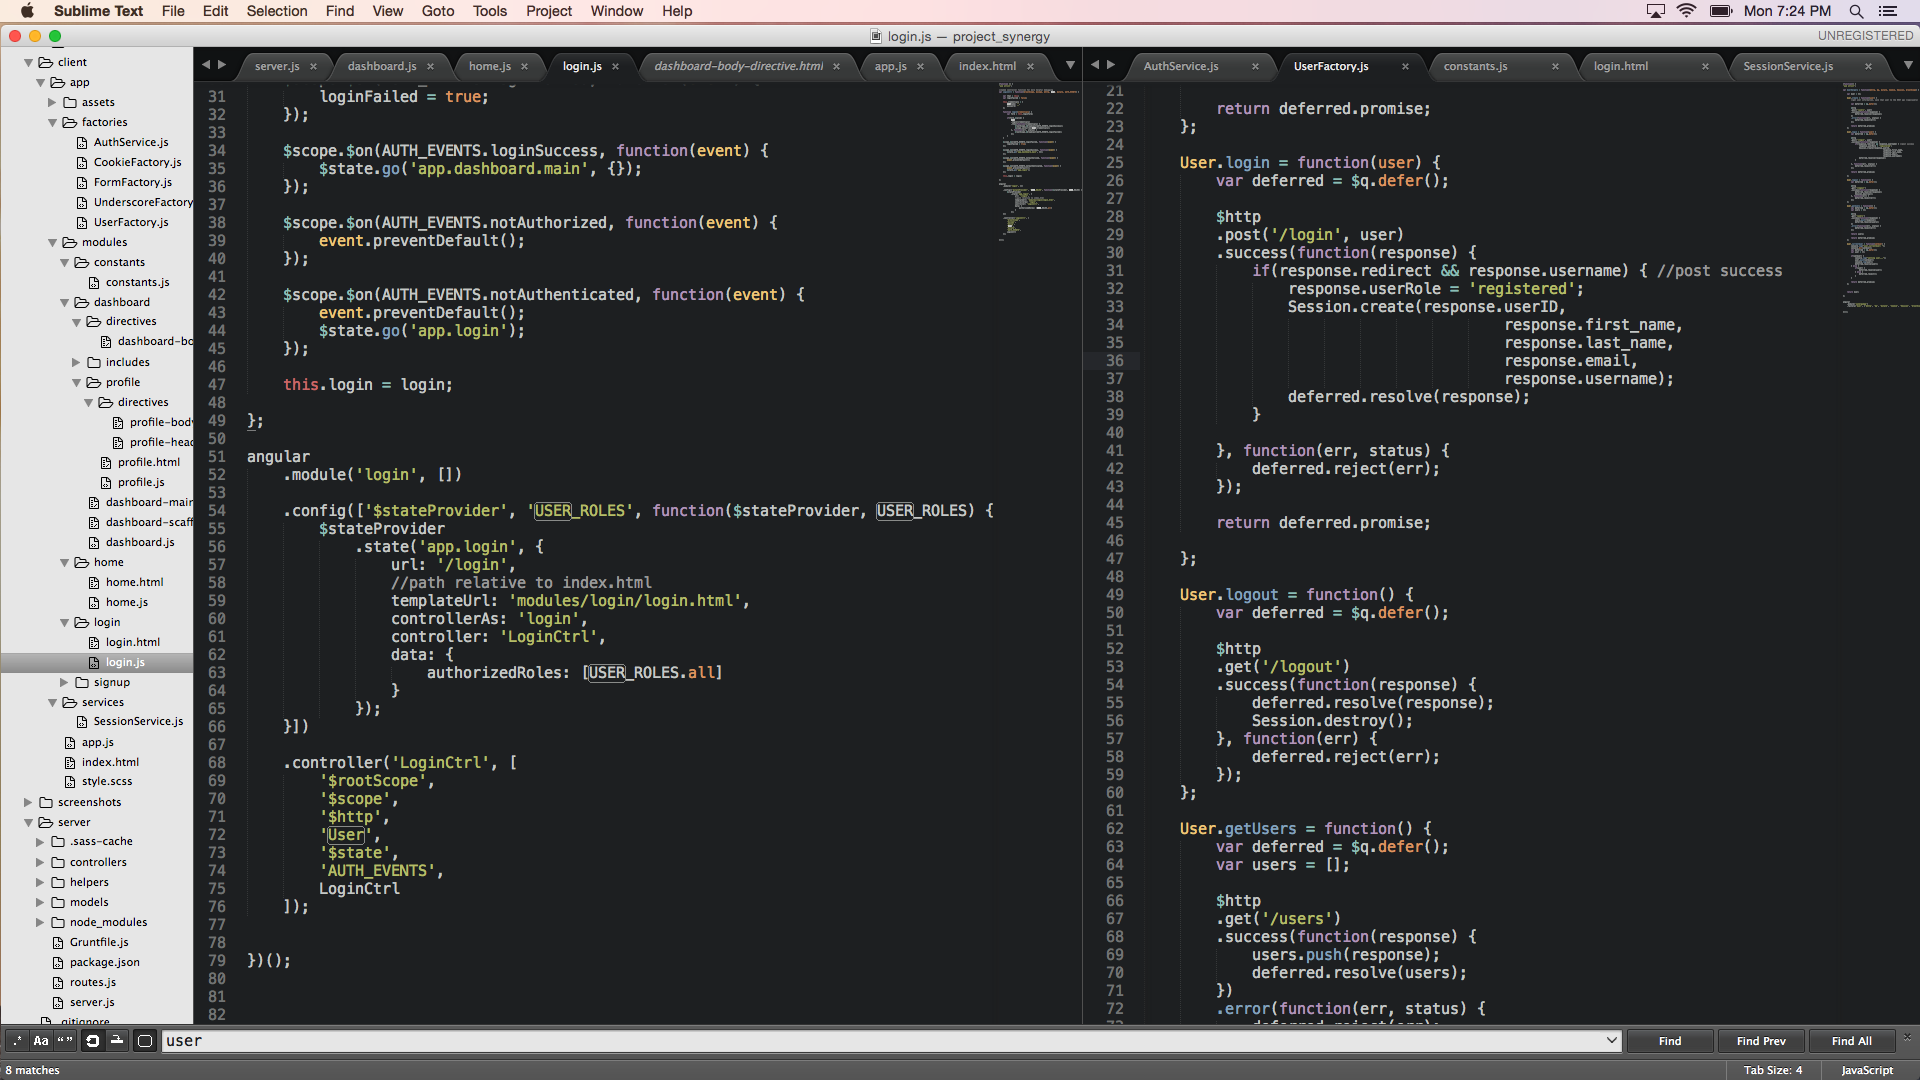 Sublime Text File Edit Selection Find View Goto Tools Project Window Help Mon 7:24 PM
login.js — project_synergy UNREGISTERED
client
app
assets
factories
AuthService.js
CookieFactory.js
FormFactory.js
UnderscoreFactory
UserFactory.js
modules
constants
constants.js
dashboard
directives
dashboard-bo
includes
profile
directives
profile-body
profile-head
profile.html
profile.js
dashboard-main
dashboard-scaff
dashboard.js
home
home.html
home.js
login
login.html
login.js
signup
services
SessionService.js
app.js
index.html
style.scss
screenshots
server
.sass-cache
controllers
helpers
models
node_modules
Gruntfile.js
package.json
routes.js
server.js
.gitignore
server.js dashboard.js home.js login.js dashboard-body-directive.html app.js index.html
31 loginFailed = true;
32 });
33
34 $scope.$on(AUTH_EVENTS.loginSuccess, function(event) {
35 $state.go('app.dashboard.main', {});
36 });
37
38 $scope.$on(AUTH_EVENTS.notAuthorized, function(event) {
39 event.preventDefault();
40 });
41
42 $scope.$on(AUTH_EVENTS.notAuthenticated, function(event) {
43 event.preventDefault();
44 $state.go('app.login');
45 });
46
47 this.login = login;
48
49 };
50
51 angular
52 .module('login', [])
53
54 .config(['$stateProvider', 'USER_ROLES', function($stateProvider, USER_ROLES) {
55 $stateProvider
56 .state('app.login', {
57 url: '/login',
58 //path relative to index.html
59 templateUrl: 'modules/login/login.html',
60 controllerAs: 'login',
61 controller: 'LoginCtrl',
62 data: {
63 authorizedRoles: [USER_ROLES.all]
64 }
65 });
66 }])
67
68 .controller('LoginCtrl', [
69 '$rootScope',
70 '$scope',
71 '$http',
72 'User',
73 '$state',
74 'AUTH_EVENTS',
75 LoginCtrl
76 ]);
77
78
79 })();
80
81
82
AuthService.js UserFactory.js constants.js login.html SessionService.js
21
22 return deferred.promise;
23 };
24
25 User.login = function(user) {
26 var deferred = $q.defer();
27
28 $http
29 .post('/login', user)
30 .success(function(response) {
31 if(response.redirect && response.username) { //post success
32 response.userRole = 'registered';
33 Session.create(response.userID,
34 response.first_name,
35 response.last_name,
36 response.email,
37 response.username);
38 deferred.resolve(response);
39 }
40
41 }, function(err, status) {
42 deferred.reject(err);
43 });
44
45 return deferred.promise;
46
47 };
48
49 User.logout = function() {
50 var deferred = $q.defer();
51
52 $http
53 .get('/logout')
54 .success(function(response) {
55 deferred.resolve(response);
56 Session.destroy();
57 }, function(err) {
58 deferred.reject(err);
59 });
60 };
61
62 User.getUsers = function() {
63 var deferred = $q.defer();
64 var users = [];
65
66 $http
67 .get('/users')
68 .success(function(response) {
69 users.push(response);
70 deferred.resolve(users);
71 })
72 .error(function(err, status) {
.* Aa “” user Find Find Prev Find All
8 matches Tab Size: 4 JavaScript